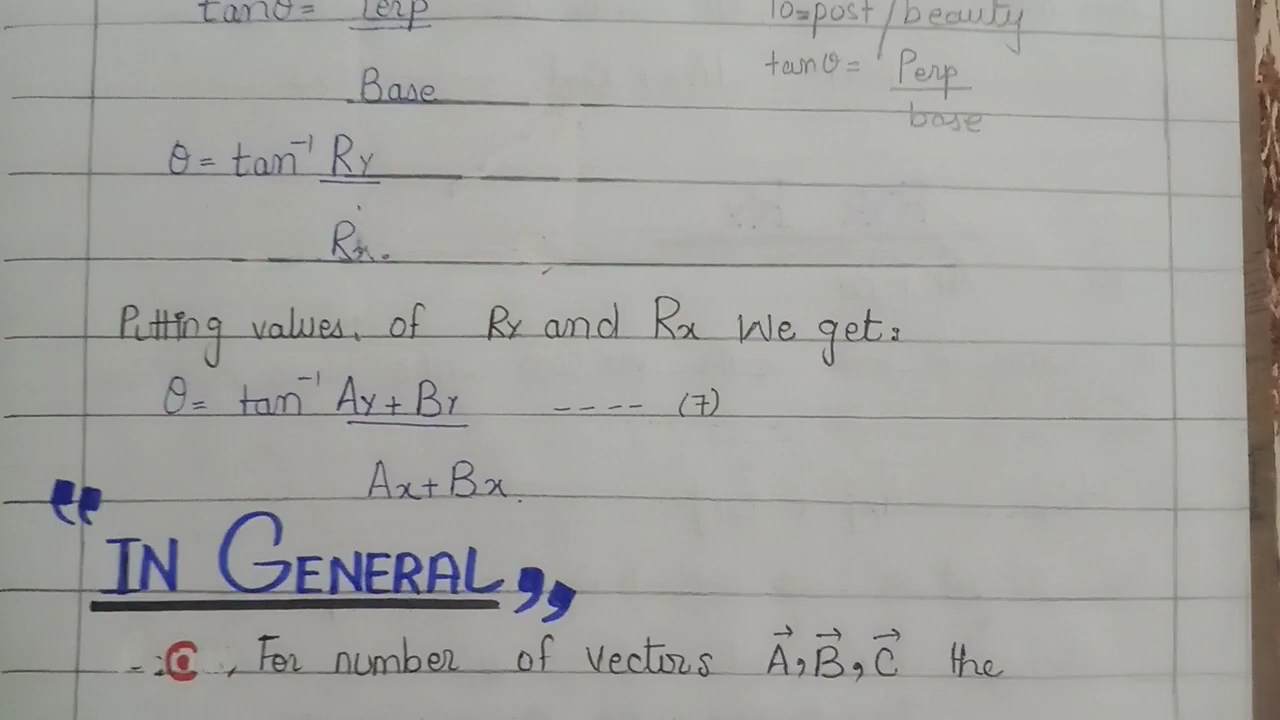 tanθ = Perp
Base
To=post/beauty
tanθ = Perp
base
θ = tan⁻¹ Ry
Rx.
Putting values of Ry and Rx We get:
θ = tan⁻¹ Ay + By ---- (7)
Ax + Bx.
“IN GENERAL„
-:@, For number of vectors A⃗, B⃗, C⃗ the